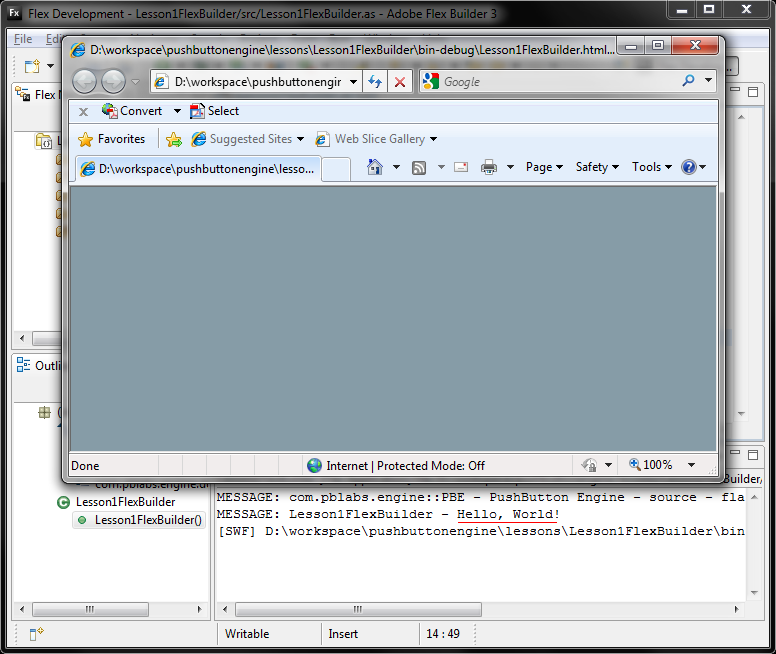 Fx Flex Development - Lesson1FlexBuilder/src/Lesson1FlexBuilder.as - Adobe Flex Builder 3
File
D:\workspace\pushbuttonengine\lessons\Lesson1FlexBuilder\bin-debug\Lesson1FlexBuilder.html...
D:\workspace\pushbuttonengir
Google
Flex
x Convert Select
Favorites Suggested Sites Web Slice Gallery
D:\workspace\pushbuttonengine\lesso... Page Safety Tools
Outli
Done Internet | Protected Mode: Off 100%
com.pblabs.engine.d
Builder/
Lesson1FlexBuilder
Lesson1FlexBuilder()
MESSAGE: com.pblabs.engine::PBE - PushButton Engine - source - fla
MESSAGE: Lesson1FlexBuilder - Hello, World!
[SWF] D:\workspace\pushbuttonengine\lessons\Lesson1FlexBuilder\bin
Writable Insert 14 : 49